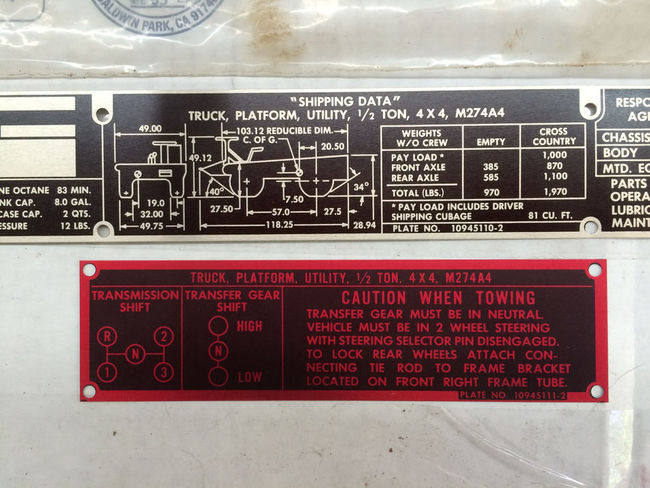 BALDWIN PARK, CA 9174
"SHIPPING DATA"
TRUCK, PLATFORM, UTILITY, 1/2 TON, 4 X 4, M274A4
49.00
103.12 REDUCIBLE DIM.
C. OF G.
20.50
49.12
40°
34°
19.0
32.00
49.75
27.50
7.50
57.0
27.5
118.25
28.94
WEIGHTS W/O CREW EMPTY CROSS COUNTRY
PAY LOAD * 1,000
FRONT AXLE 385 870
REAR AXLE 585 1,100
TOTAL (LBS.) 970 1,970
* PAY LOAD INCLUDES DRIVER
SHIPPING CUBAGE 81 CU. FT.
PLATE NO. 10945110-2
NE OCTANE 83 MIN.
NK CAP. 8.0 GAL.
CASE CAP. 2 QTS.
ESSURE 12 LBS.
RESPO
AGE
CHASSIS
BODY
MTD. EQ
PARTS
OPERA
LUBRIC
MAINT
TRUCK, PLATFORM, UTILITY, 1/2 TON, 4 X 4, M274A4
TRANSMISSION
SHIFT
R 2
N
1 3
TRANSFER GEAR
SHIFT
HIGH
N
LOW
CAUTION WHEN TOWING
TRANSFER GEAR MUST BE IN NEUTRAL.
VEHICLE MUST BE IN 2 WHEEL STEERING
WITH STEERING SELECTOR PIN DISENGAGED.
TO LOCK REAR WHEELS ATTACH CON-
NECTING TIE ROD TO FRAME BRACKET
LOCATED ON FRONT RIGHT FRAME TUBE.
PLATE NO. 10945111-2